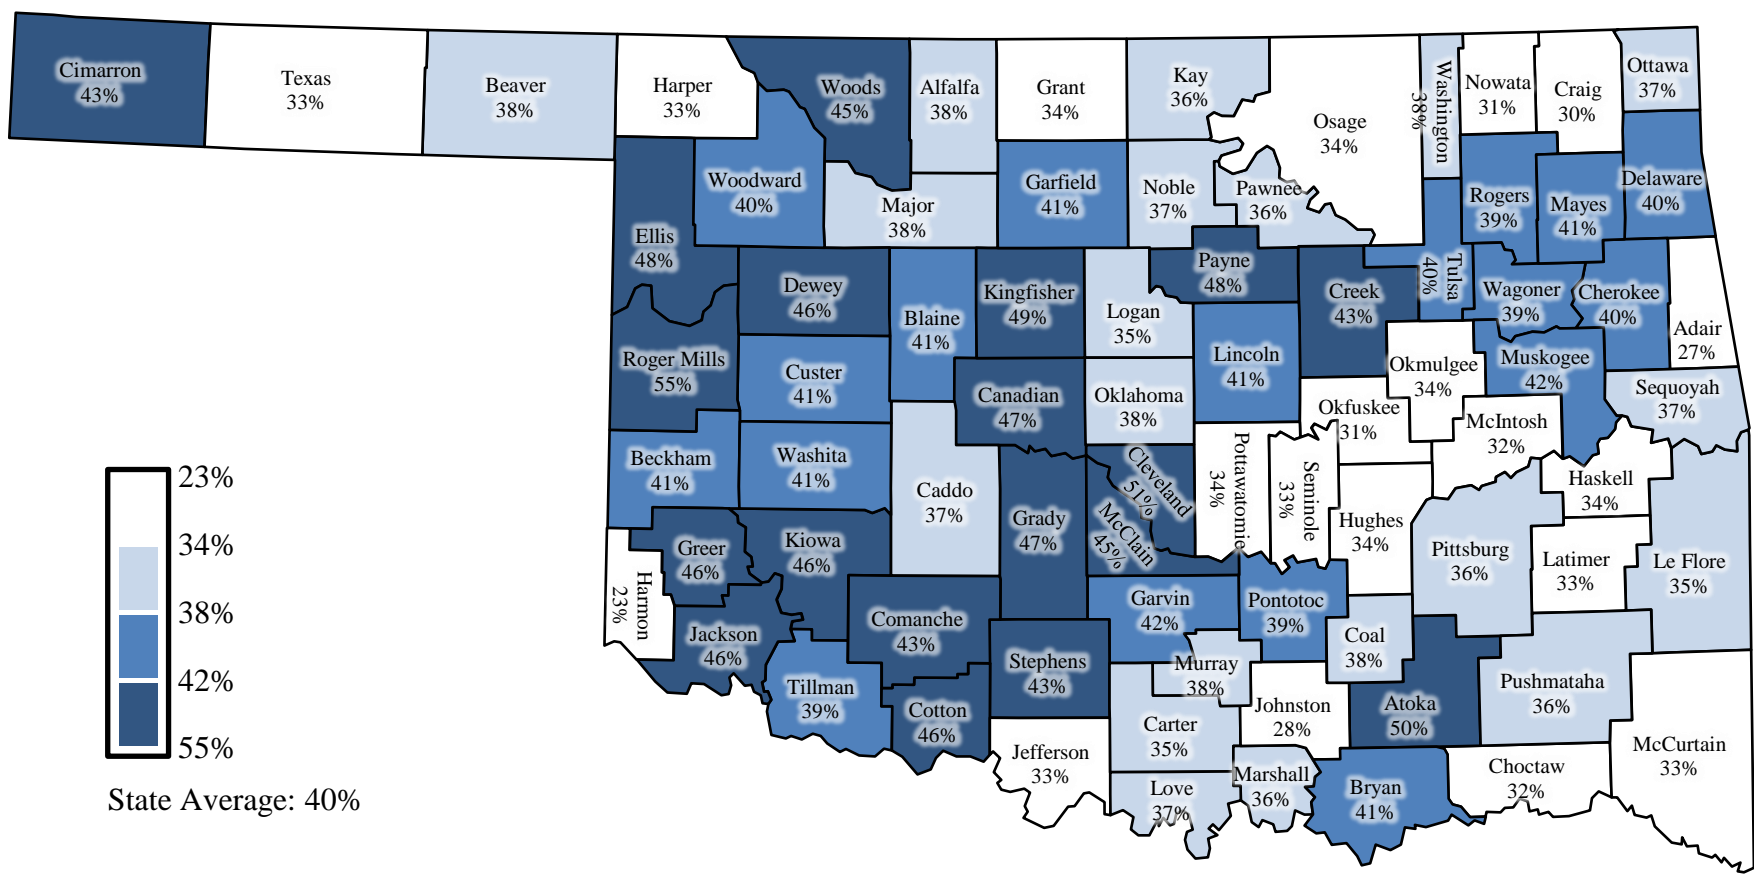 Cimarron
43%
Texas
33%
Beaver
38%
Harper
33%
Woods
45%
Alfalfa
38%
Grant
34%
Kay
36%
Osage
34%
Washington
38%
Nowata
31%
Craig
30%
Ottawa
37%
Woodward
40%
Major
38%
Garfield
41%
Noble
37%
Pawnee
36%
Rogers
39%
Mayes
41%
Delaware
40%
Ellis
48%
Dewey
46%
Blaine
41%
Kingfisher
49%
Logan
35%
Payne
48%
Creek
43%
Tulsa
40%
Wagoner
39%
Cherokee
40%
Adair
27%
Roger Mills
55%
Custer
41%
Canadian
47%
Oklahoma
38%
Lincoln
41%
Okmulgee
34%
Muskogee
42%
Sequoyah
37%
Okfuskee
31%
McIntosh
32%
Beckham
41%
Washita
41%
Caddo
37%
Grady
47%
Cleveland
51%
McClain
45%
Pottawatomie
34%
Seminole
33%
Hughes
34%
Haskell
34%
Pittsburg
36%
Latimer
33%
Le Flore
35%
Greer
46%
Kiowa
46%
Harmon
23%
Jackson
46%
Comanche
43%
Garvin
42%
Pontotoc
39%
Coal
38%
Tillman
39%
Cotton
46%
Stephens
43%
Murray
38%
Carter
35%
Johnston
28%
Atoka
50%
Pushmataha
36%
McCurtain
33%
Jefferson
33%
Love
37%
Marshall
36%
Bryan
41%
Choctaw
32%
23%
34%
38%
42%
55%
State Average: 40%